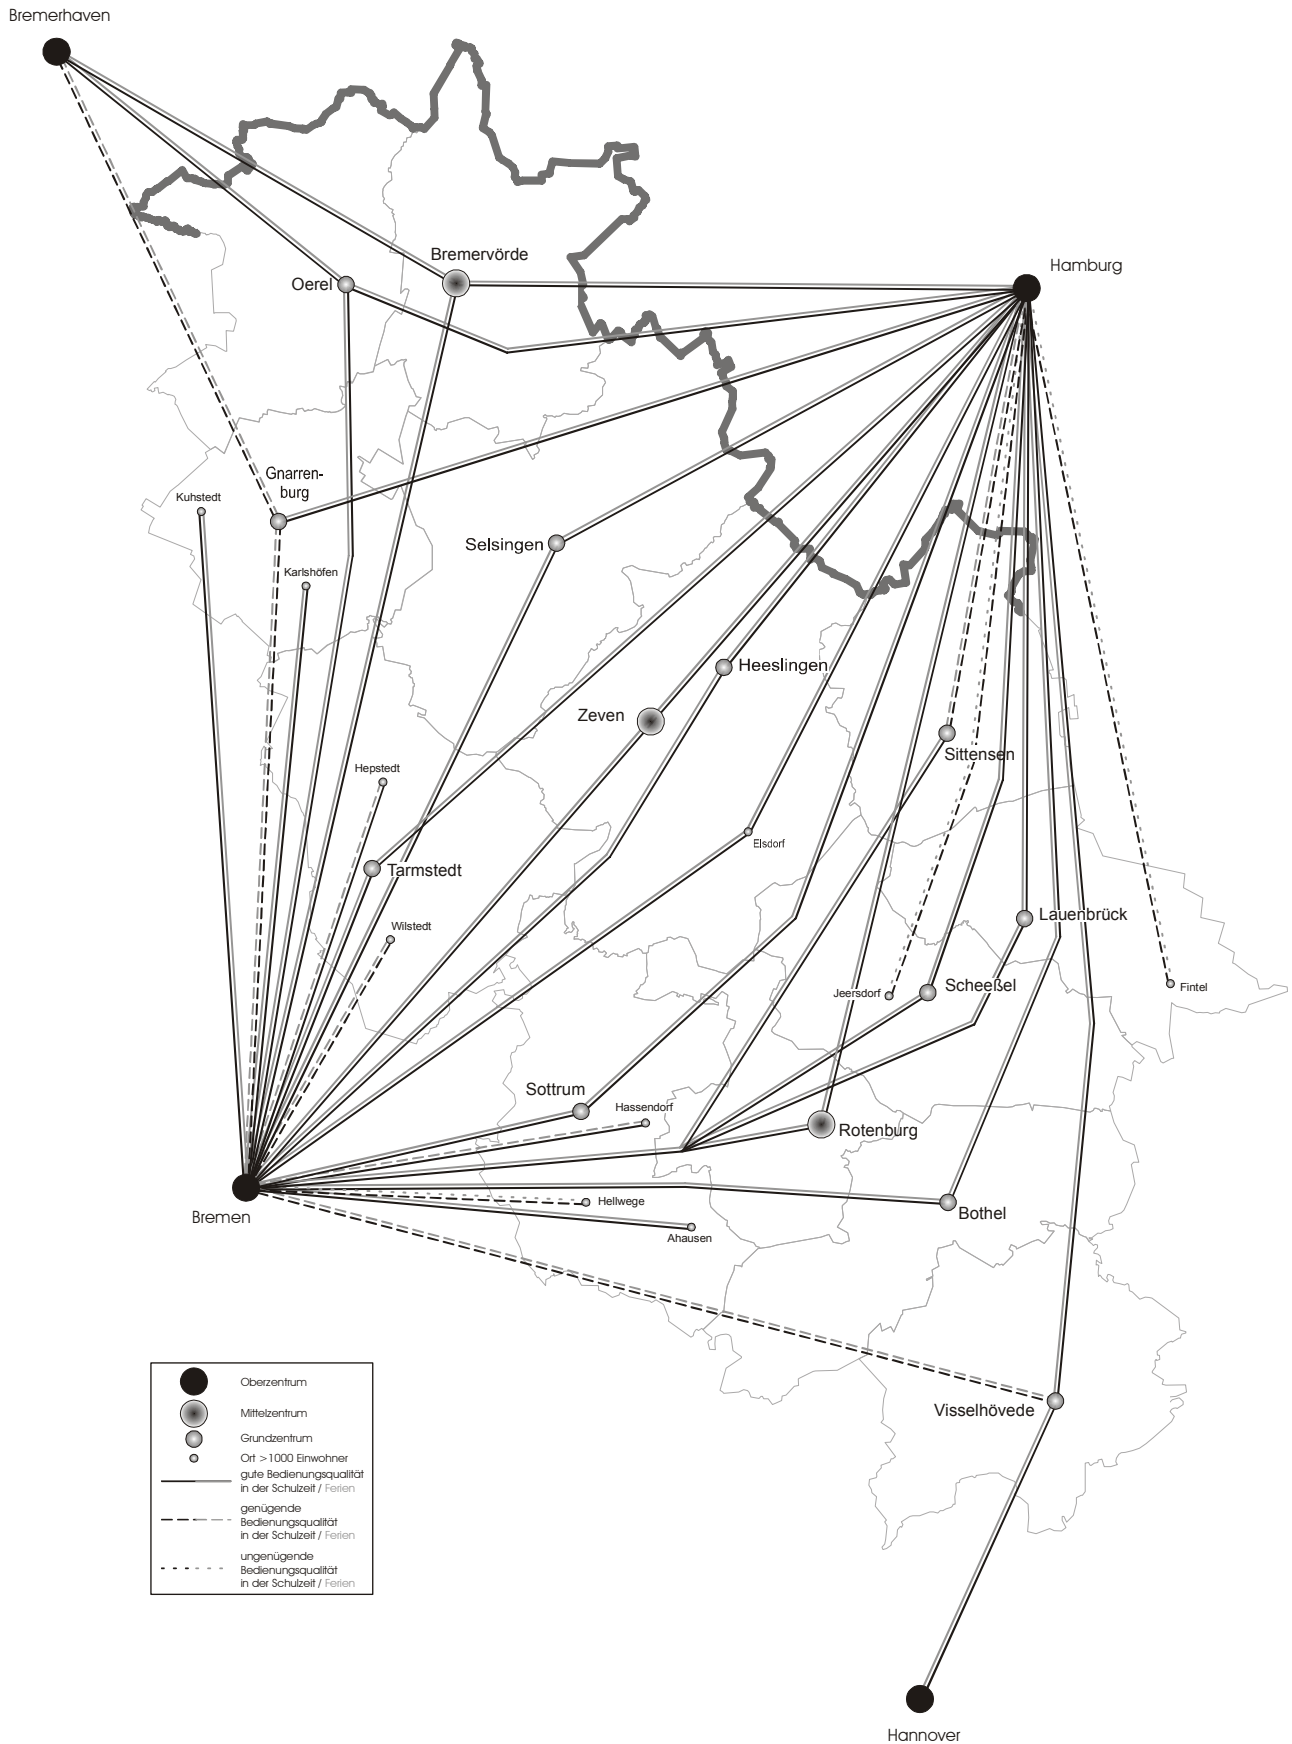 Bremerhaven
Bremervörde
Hamburg
Oerel
Gnarren-
burg
Kuhstedt
Selsingen
Karlshöfen
Heeslingen
Zeven
Sittensen
Hepstedt
Elsdorf
Tarmstedt
Lauenbrück
Wilstedt
Jeersdorf
Scheeßel
Fintel
Sottrum
Hassendorf
Rotenburg
Hellwege
Bremen
Bothel
Ahausen
Visselhövede
Oberzentrum
Mittelzentrum
Grundzentrum
Ort >1000 Einwohner
gute Bedienungsqualität
in der Schulzeit / Ferien
genügende
Bedienungsqualität
in der Schulzeit / Ferien
ungenügende
Bedienungsqualität
in der Schulzeit / Ferien
Hannover